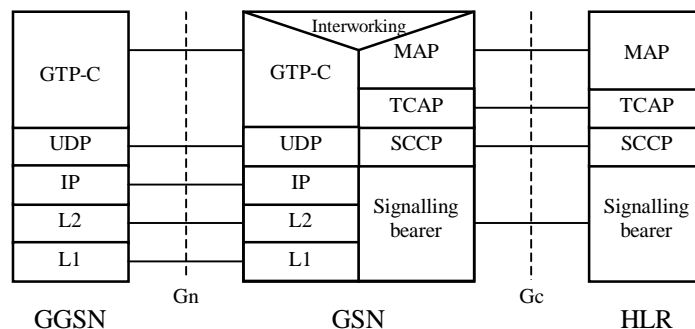 Interworking
GTP-C
GTP-C
MAP
MAP
TCAP
TCAP
UDP
UDP
SCCP
SCCP
IP
IP
L2
L2
Signalling
bearer
Signalling
bearer
L1
L1
Gn
Gc
GGSN
GSN
HLR